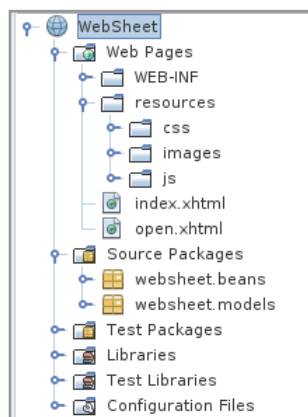 WebSheet
Web Pages
WEB-INF
resources
css
images
js
index.xhtml
open.xhtml
Source Packages
websheet.beans
websheet.models
Test Packages
Libraries
Test Libraries
Configuration Files